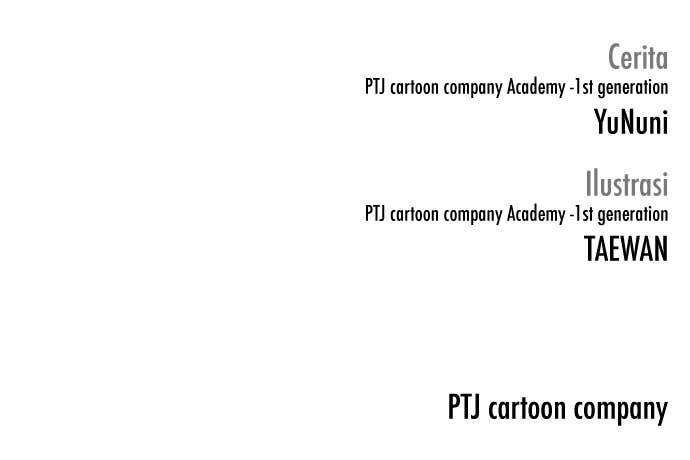 Cerita
PTJ cartoon company Academy -1st generation
YuNuni
Ilustrasi
PTJ cartoon company Academy -1st generation
TAEWAN
PTJ cartoon company